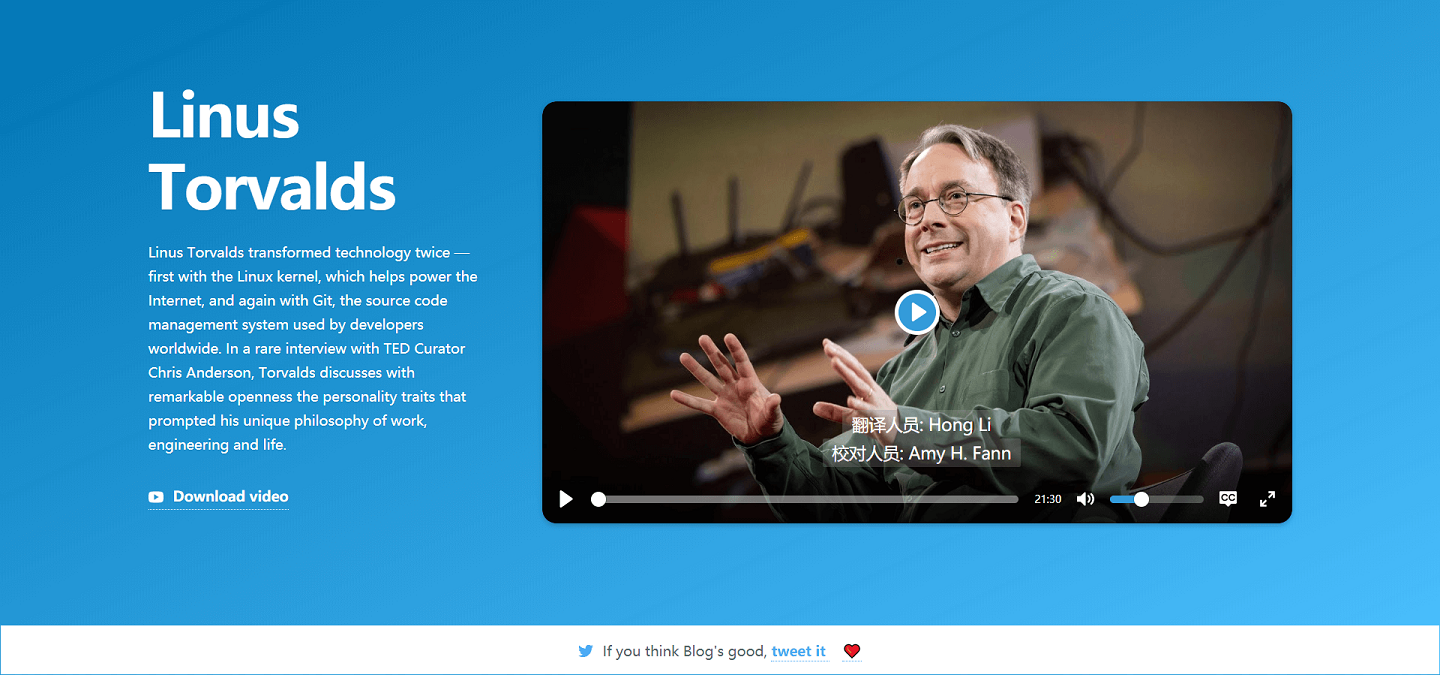 Linus
Torvalds
Linus Torvalds transformed technology twice —
first with the Linux kernel, which helps power the
Internet, and again with Git, the source code
management system used by developers
worldwide. In a rare interview with TED Curator
Chris Anderson, Torvalds discusses with
remarkable openness the personality traits that
prompted his unique philosophy of work,
engineering and life.
Download video
翻译人员: Hong Li
校对人员: Amy H. Fann
21:30
CC
If you think Blog's good, tweet it